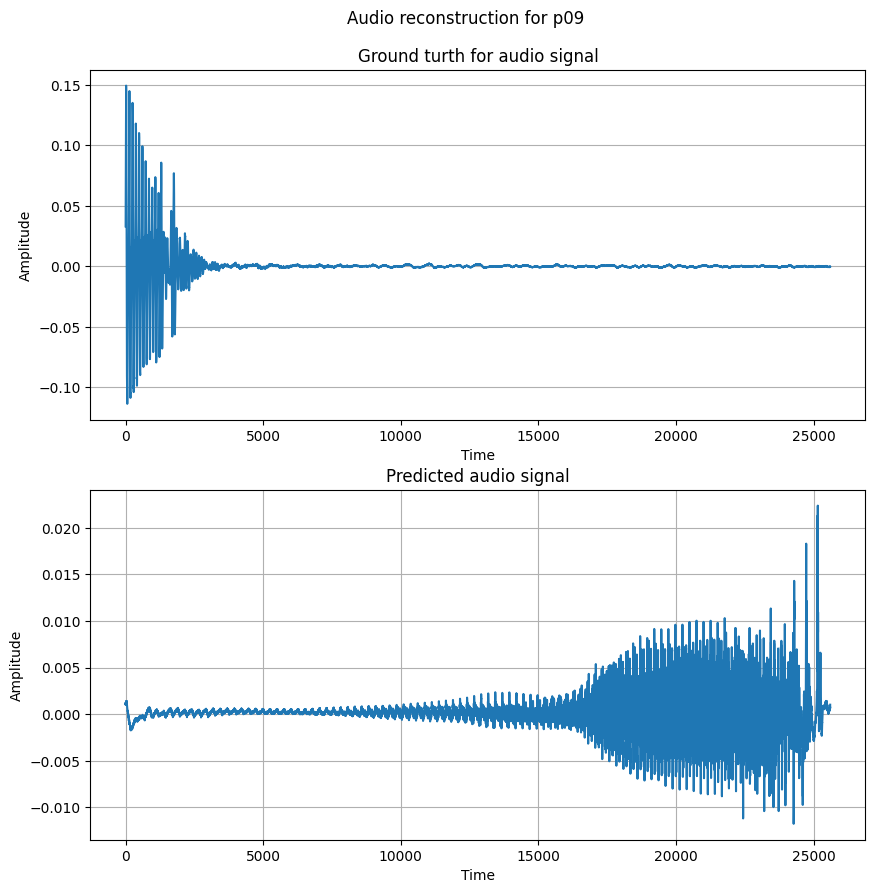 Audio reconstruction for p09
Ground turth for audio signal
0.15
0.10
0.05
0.00
−0.05
−0.10
Amplitude
0 5000 10000 15000 20000 25000
Time
Predicted audio signal
0.020
0.015
0.010
0.005
0.000
−0.005
−0.010
Amplitude
0 5000 10000 15000 20000 25000
Time